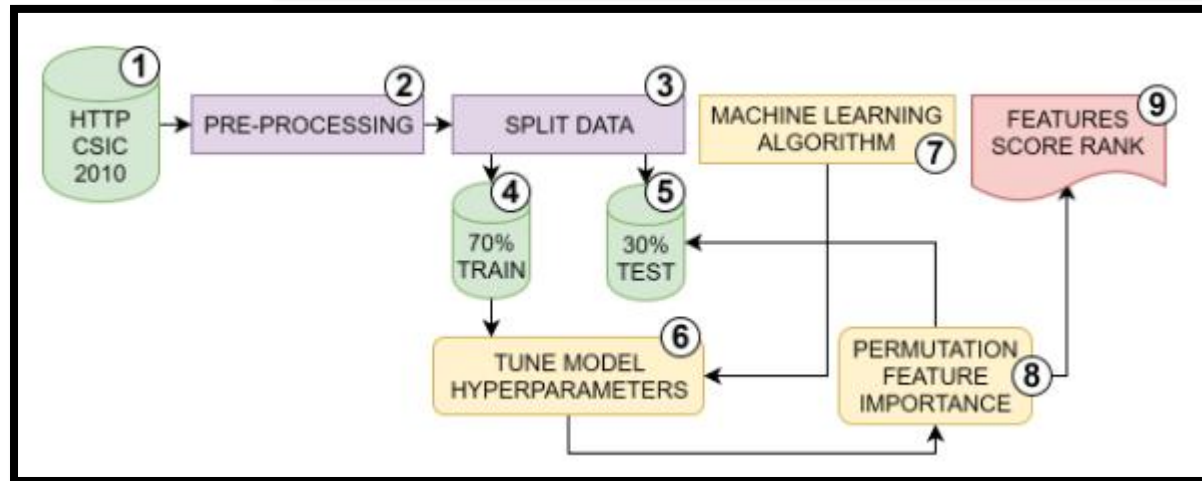 1
HTTP
CSIC
2010
2
PRE-PROCESSING
3
SPLIT DATA
4
70%
TRAIN
5
30%
TEST
6
TUNE MODEL
HYPERPARAMETERS
MACHINE LEARNING
ALGORITHM
7
PERMUTATION
FEATURE
IMPORTANCE
8
9
FEATURES
SCORE RANK